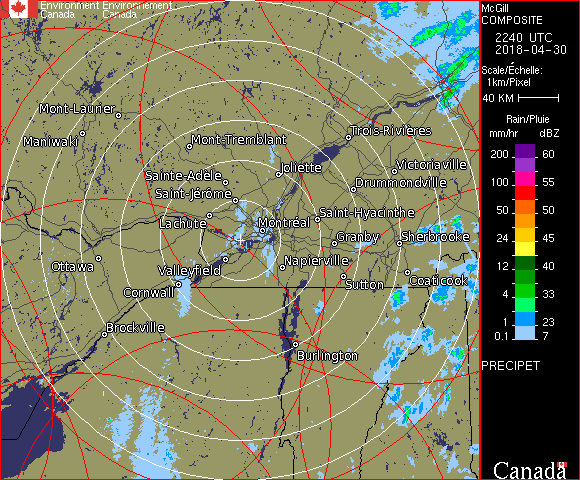 Environment Environnement
Canada Canada
McGill
COMPOSITE
2240 UTC
2018-04-30
Scale/Échelle:
1km/Pixel
40 KM
Rain/Pluie
mm/hr dBZ
200 60
100 55
50 50
24 45
12 40
4 33
1 23
0.1 7
PRECIPET
Canada
Mont-Laurier
Maniwaki
Mont-Tremblant
Trois-Rivières
Joliette
Victoriaville
Sainte-Adèle
Drummondville
Saint-Jérôme
Saint-Hyacinthe
Lachute
Montréal
Granby
Sherbrooke
Ottawa
Valleyfield
Napierville
Sutton
Coaticook
Cornwall
Brockville
Burlington